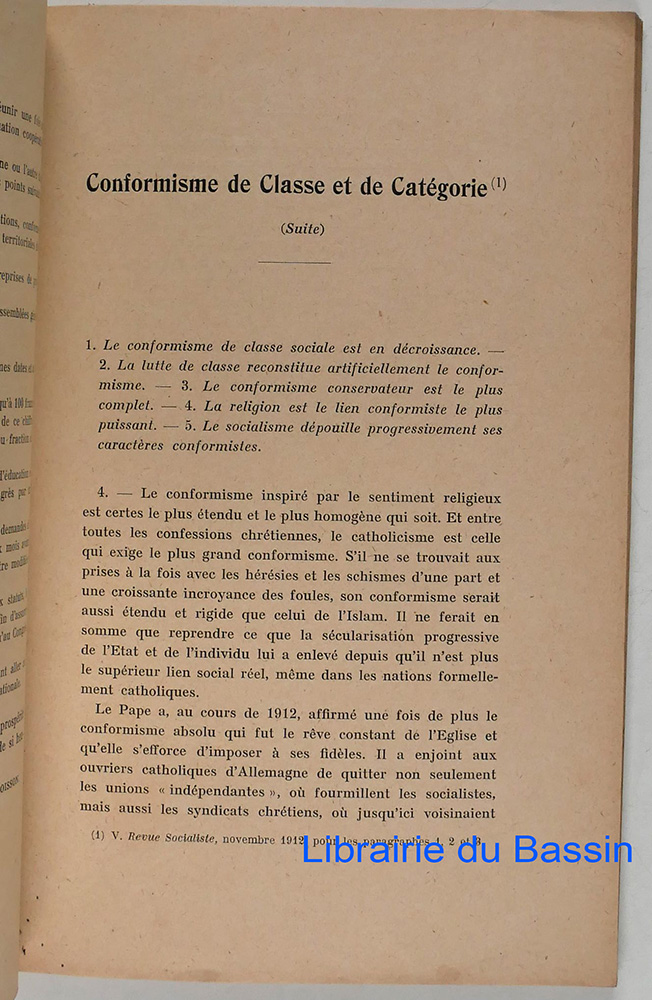 Conformisme de Classe et de Catégorie (1)
(Suite)
1. Le conformisme de classe sociale est en décroissance. —
2. La lutte de classe reconstitue artificiellement le confor-
misme. — 3. Le conformisme conservateur est le plus
complet. — 4. La religion est le lien conformiste le plus
puissant. — 5. Le socialisme dépouille progressivement ses
caractères conformistes.
4. — Le conformisme inspiré par le sentiment religieux
est certes le plus étendu et le plus homogène qui soit. Et entre
toutes les confessions chrétiennes, le catholicisme est celle
qui exige le plus grand conformisme. S'il ne se trouvait aux
prises à la fois avec les hérésies et les schismes d'une part et
une croissante incroyance des foules, son conformisme serait
aussi étendu et rigide que celui de l'Islam. Il ne ferait en
somme que reprendre ce que la sécularisation progressive
de l'Etat et de l'individu lui a enlevé depuis qu'il n'est plus
le supérieur lien social réel, même dans les nations formelle-
ment catholiques.
Le Pape a, au cours de 1912, affirmé une fois de plus le
conformisme absolu qui fut le rêve constant de l'Eglise et
qu'elle s'efforce d'imposer à ses fidèles. Il a enjoint aux
ouvriers catholiques d'Allemagne de quitter non seulement
les unions « indépendantes », où fourmillent les socialistes,
mais aussi les syndicats chrétiens, où jusqu'ici voisinaient
(1) V. Revue Socialiste, novembre 1912, pour les paragraphes 1, 2 et 3.
Librairie du Bassin